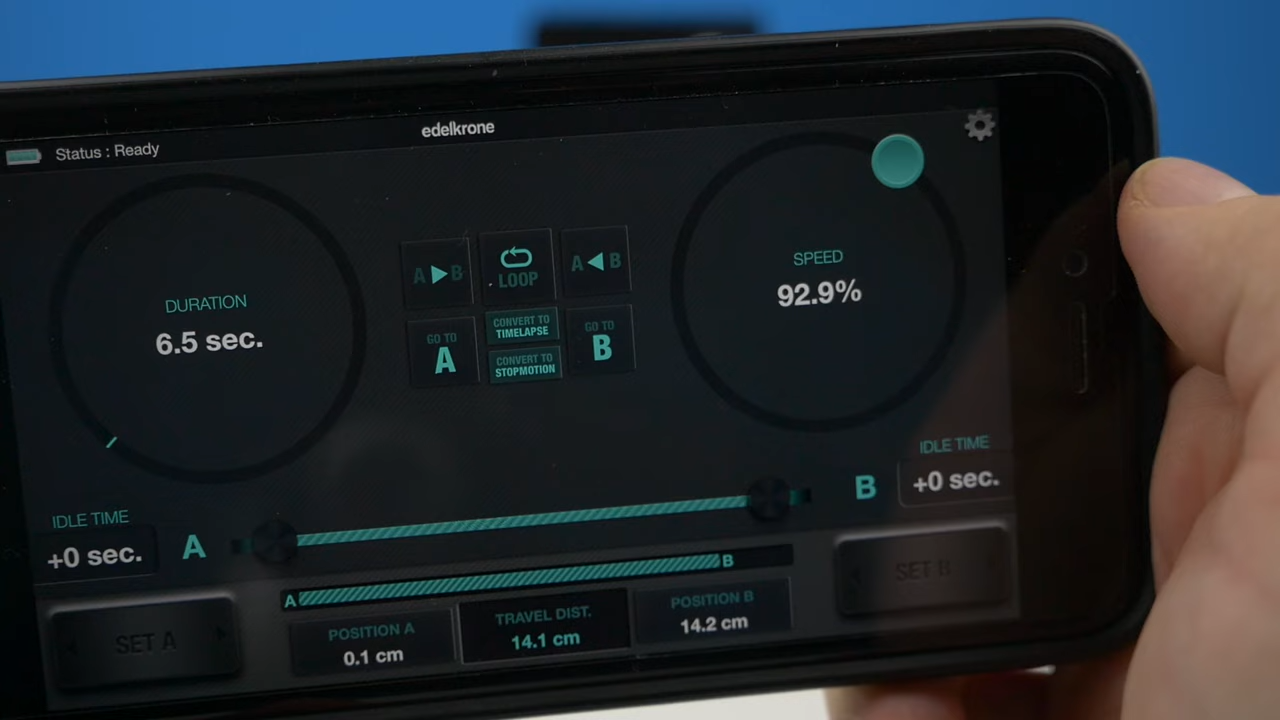 edelkrone
Status : Ready
DURATION
6.5 sec.
A B
LOOP
A B
GO TO
A
CONVERT TO
TIMELAPSE
CONVERT TO
STOPMOTION
GO TO
B
SPEED
92.9%
IDLE TIME
+0 sec.
A
B
IDLE TIME
+0 sec.
A
B
SET A
POSITION A
0.1 cm
TRAVEL DIST.
14.1 cm
POSITION B
14.2 cm
SET B